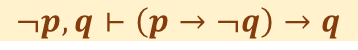 ¬p, q ⊢ (p → ¬q) → q